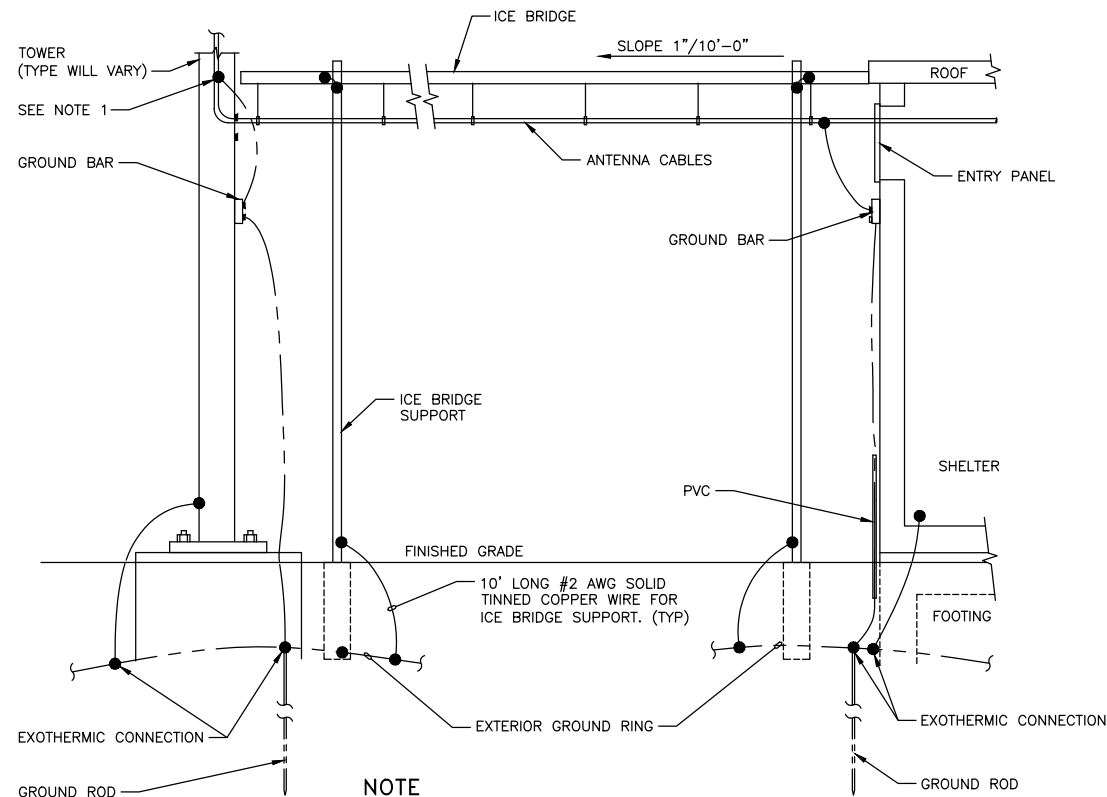 ICE BRIDGE
TOWER
(TYPE WILL VARY)
SLOPE 1"/10'-0"
ROOF
SEE NOTE 1
ANTENNA CABLES
GROUND BAR
ENTRY PANEL
GROUND BAR
ICE BRIDGE
SUPPORT
SHELTER
PVC
FINISHED GRADE
10' LONG #2 AWG SOLID
TINNED COPPER WIRE FOR
ICE BRIDGE SUPPORT. (TYP)
FOOTING
EXOTHERMIC CONNECTION
EXTERIOR GROUND RING
EXOTHERMIC CONNECTION
GROUND ROD
NOTE
GROUND ROD